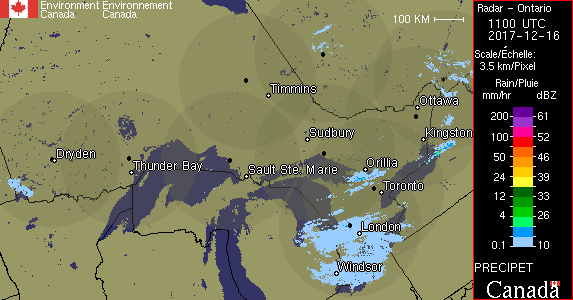 Environment Environnement
Canada Canada
100 KM
Timmins
Ottawa
Sudbury
Kingston
Dryden
Thunder Bay
Sault Ste. Marie
Orillia
Toronto
London
Windsor
Radar - Ontario
1100 UTC
2017-12-16
Scale/Échelle:
3.5 km/Pixel
Rain/Pluie
mm/hr dBZ
200 61
100 52
50 46
24 39
12 33
4 26
0.1 10
PRECIPET
Canada